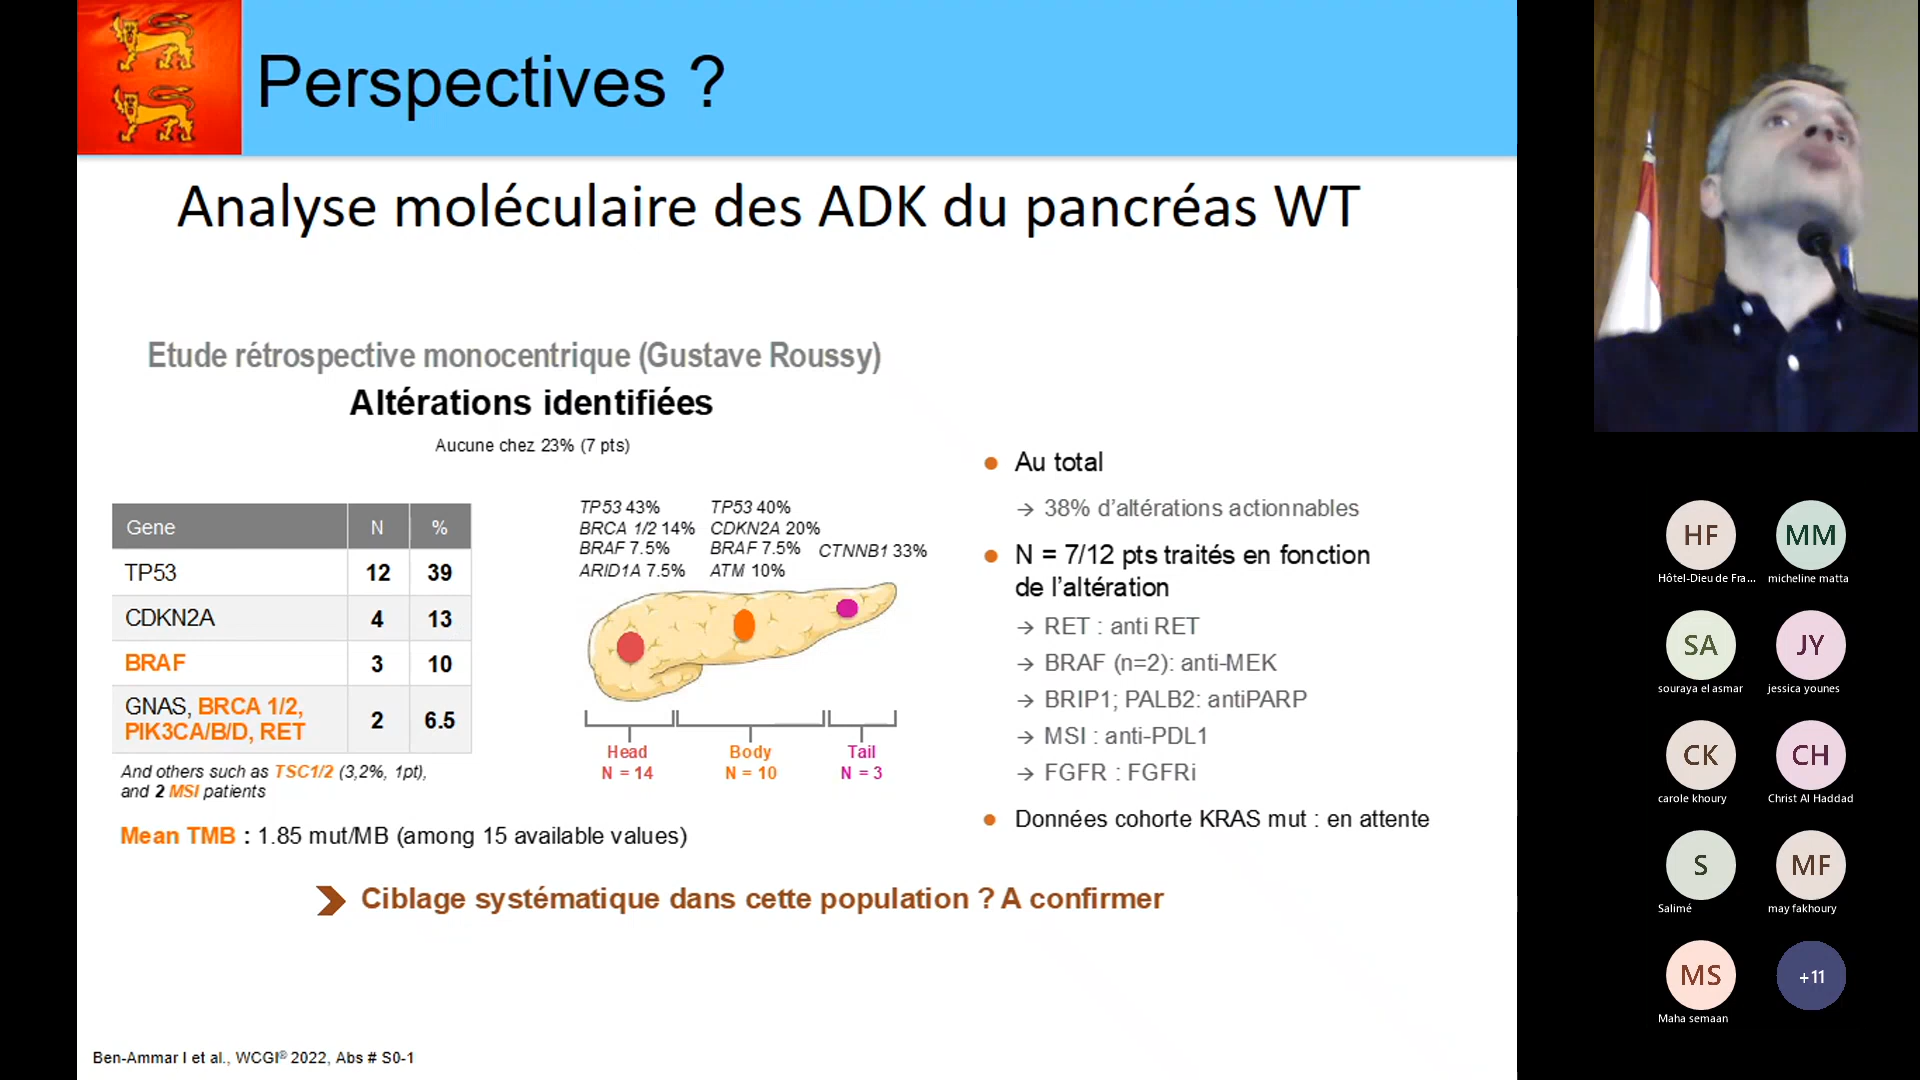 Perspectives ?
Analyse moléculaire des ADK du pancréas WT
Etude rétrospective monocentrique (Gustave Roussy)
Altérations identifiées
Aucune chez 23% (7 pts)
Gene N %
TP53 12 39
CDKN2A 4 13
BRAF 3 10
GNAS, BRCA 1/2,
PIK3CA/B/D, RET 2 6.5
And others such as TSC1/2 (3,2%, 1pt),
and 2 MSI patients
Mean TMB : 1.85 mut/MB (among 15 available values)
TP53 43%
BRCA 1/2 14%
BRAF 7.5%
ARID1A 7.5%
TP53 40%
CDKN2A 20%
BRAF 7.5%
ATM 10%
CTNNB1 33%
Head
N = 14
Body
N = 10
Tail
N = 3
● Au total
→ 38% d’altérations actionnables
● N = 7/12 pts traités en fonction
de l’altération
→ RET : anti RET
→ BRAF (n=2): anti-MEK
→ BRIP1; PALB2: antiPARP
→ MSI : anti-PDL1
→ FGFR : FGFRi
● Données cohorte KRAS mut : en attente
Ciblage systématique dans cette population ? A confirmer
Ben-Ammar I et al., WCGI® 2022, Abs # S0-1
HF
Hôtel-Dieu de Fra...
MM
micheline matta
SA
souraya el asmar
JY
jessica younes
CK
carole khoury
CH
Christ Al Haddad
S
Salimé
MF
may fakhoury
MS
Maha semaan
+11